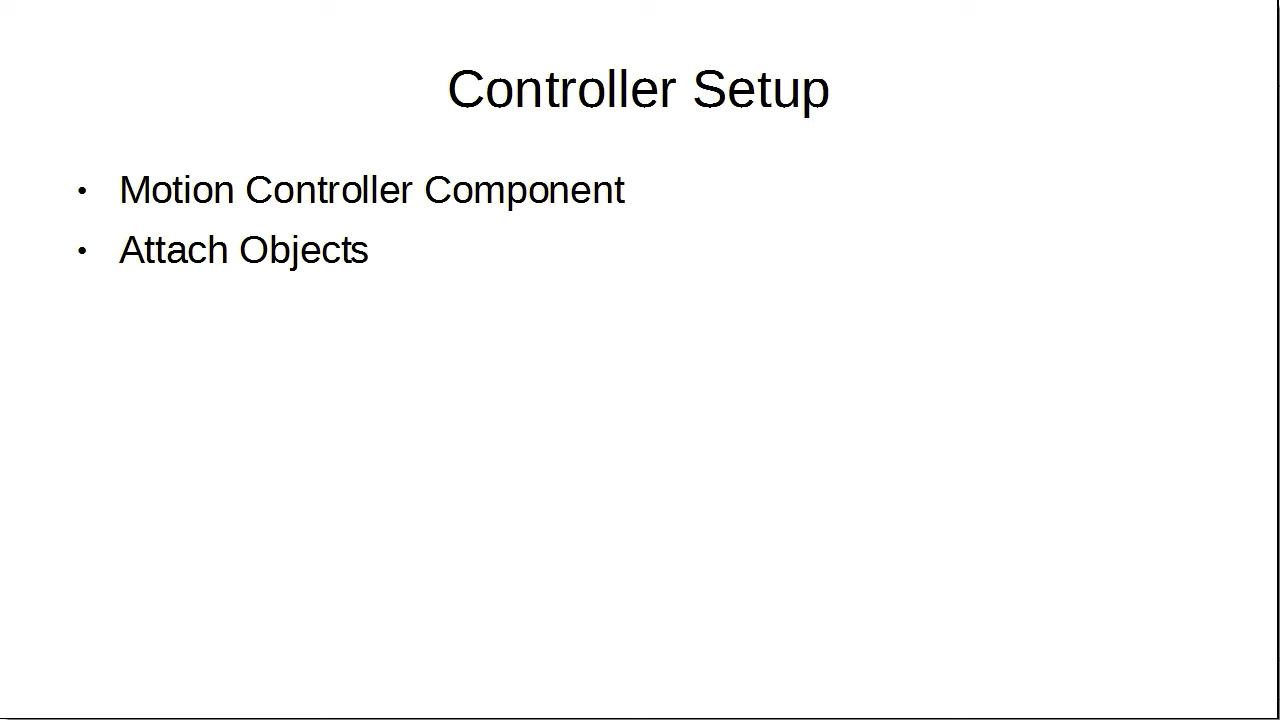 Controller Setup
• Motion Controller Component
• Attach Objects